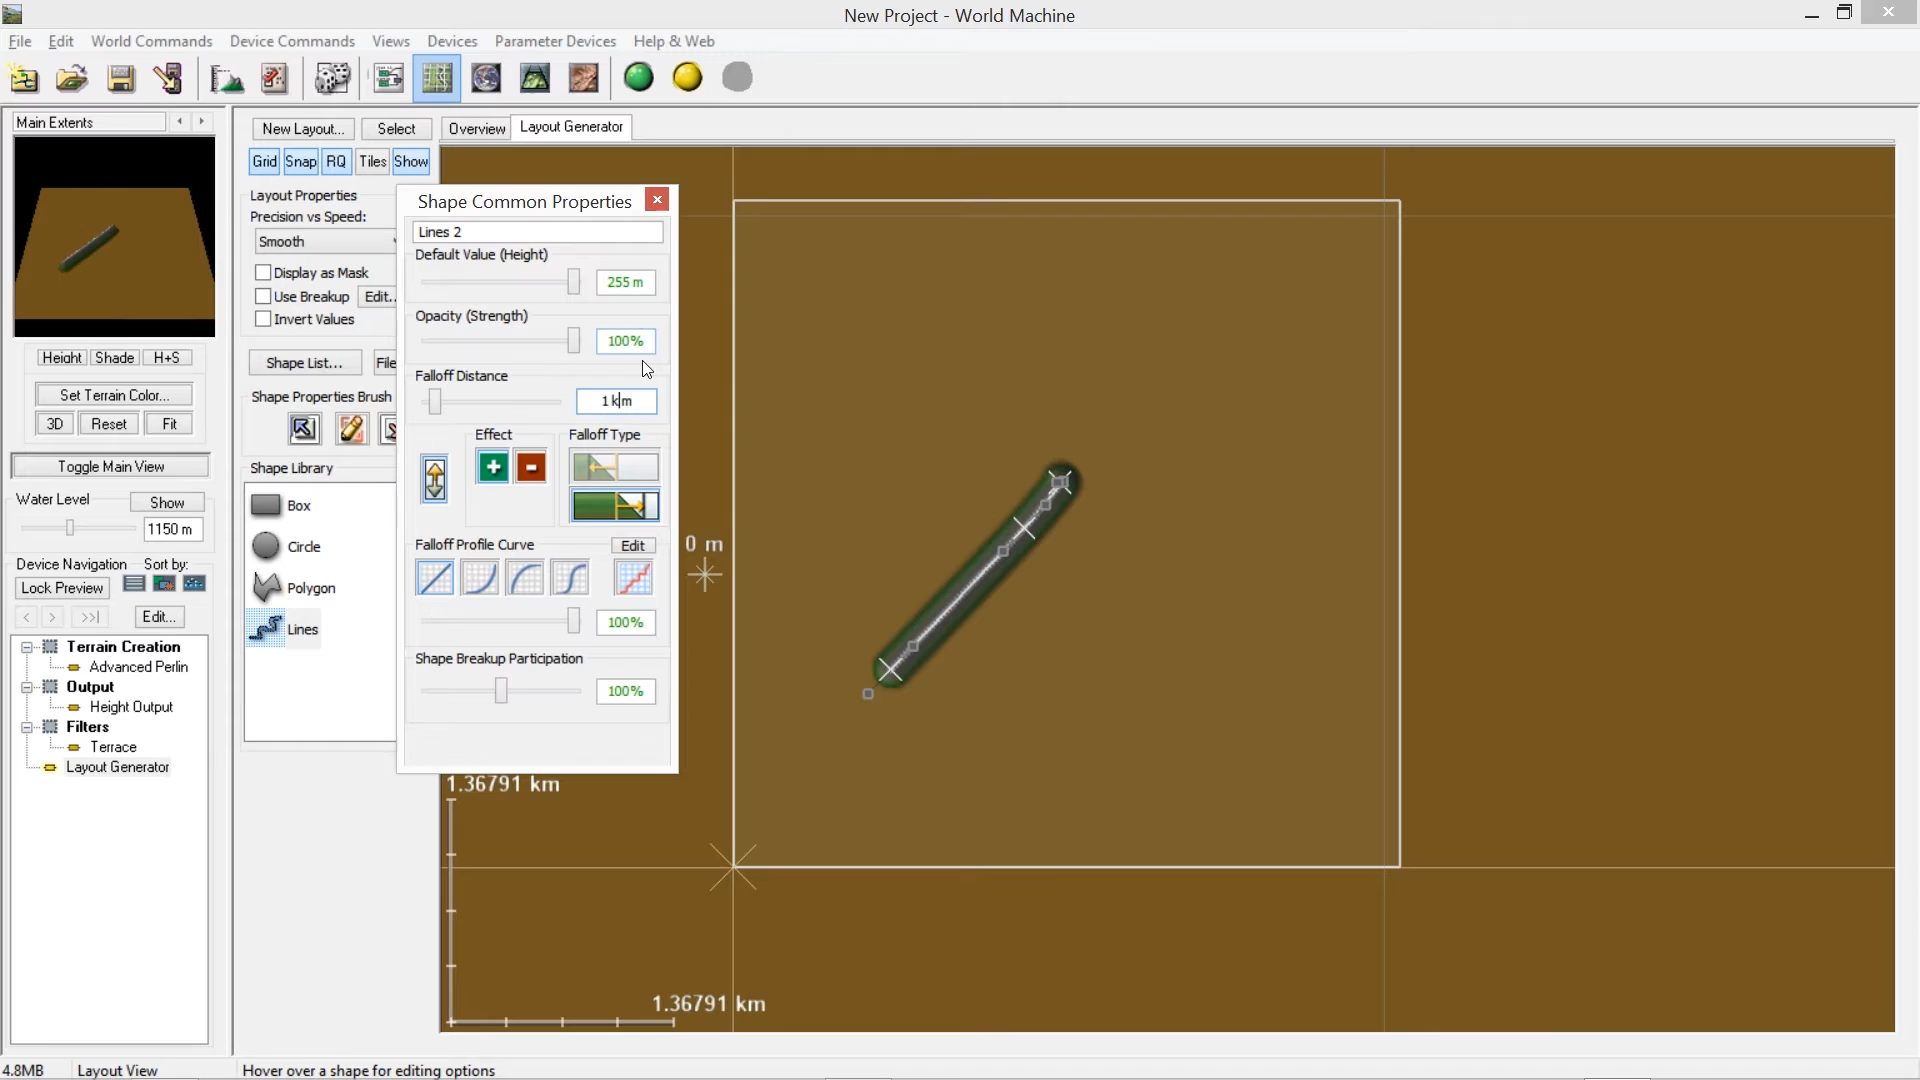 New Project - World Machine
File Edit World Commands Device Commands Views Devices Parameter Devices Help & Web
Main Extents
New Layout... Select Overview Layout Generator
Grid Snap RQ Tiles Show
Layout Properties
Precision vs Speed:
Smooth
Display as Mask
Use Breakup Edit..
Invert Values
Shape List... File
Shape Properties Brush
Shape Library
Box
Circle
Polygon
Lines
Shape Common Properties
Lines 2
Default Value (Height)
255 m
Opacity (Strength)
100%
Falloff Distance
1 km
Effect Falloff Type
Falloff Profile Curve Edit
100%
Shape Breakup Participation
100%
0 m
1.36791 km
1.36791 km
Height Shade H+S
Set Terrain Color...
3D Reset Fit
Toggle Main View
Water Level Show
1150 m
Device Navigation Sort by:
Lock Preview
< > >>| Edit...
Terrain Creation
Advanced Perlin
Output
Height Output
Filters
Terrace
Layout Generator
4.8MB Layout View Hover over a shape for editing options